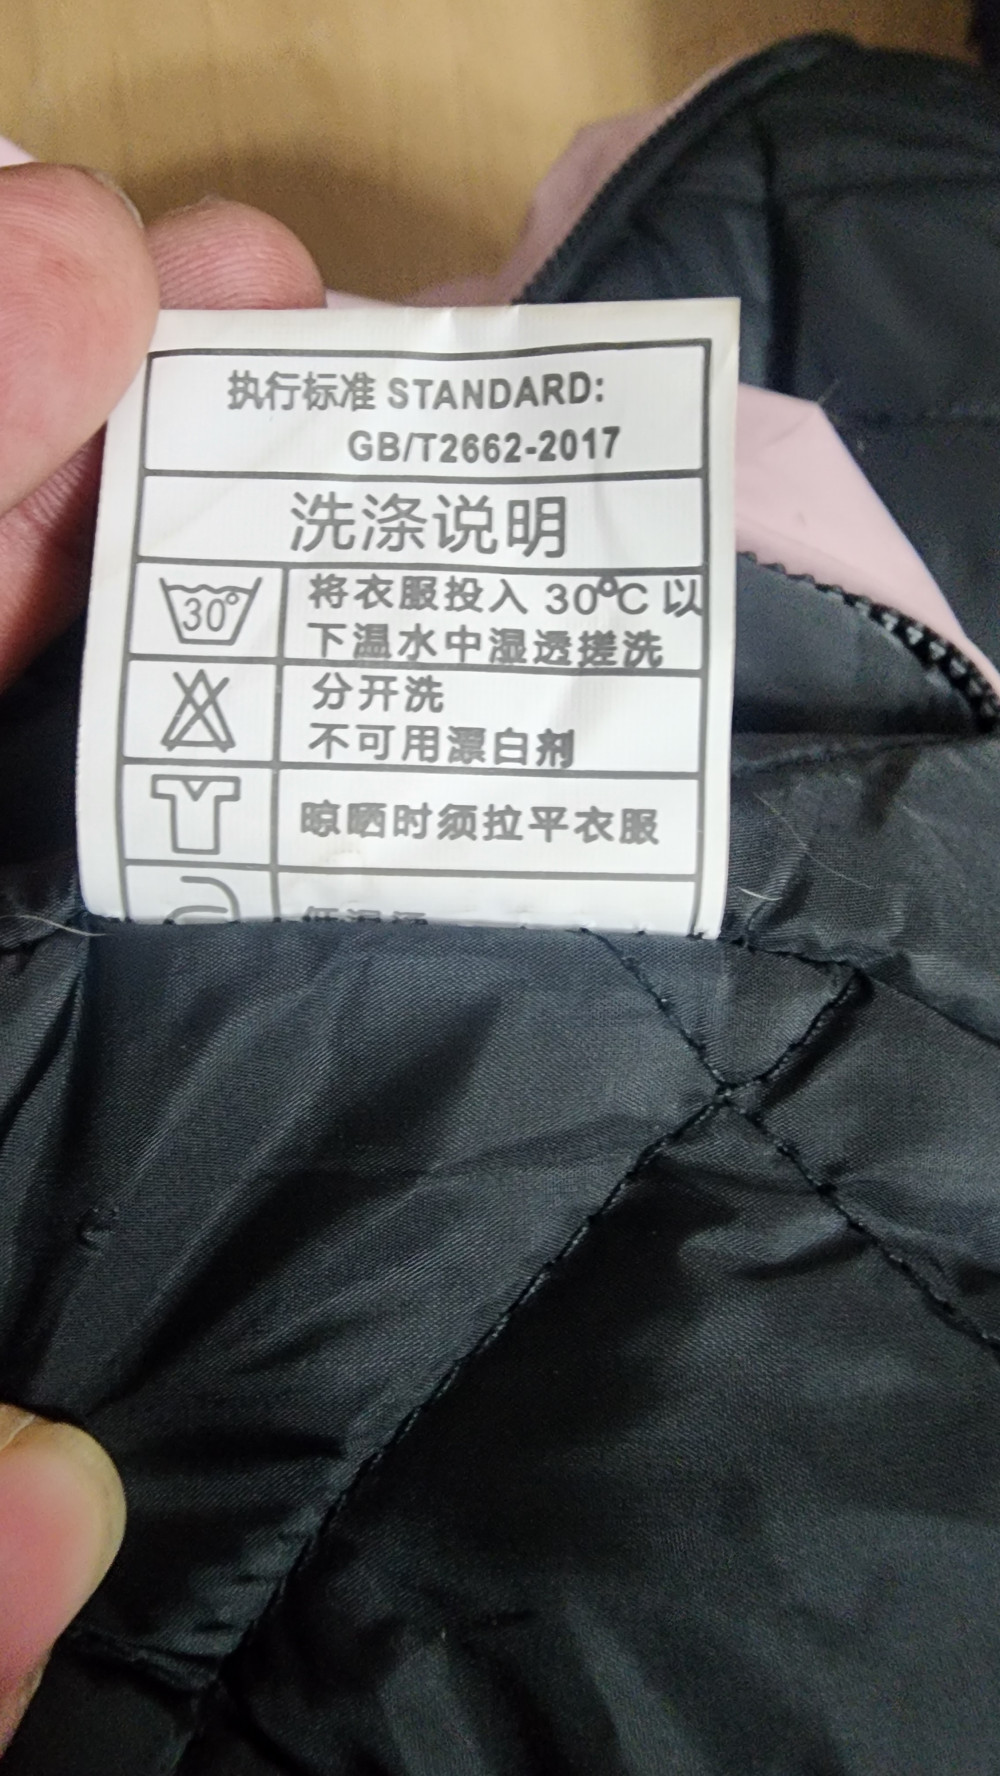 执行标准 STANDARD:
GB/T2662-2017
洗涤说明
30°
将衣服投入 30℃ 以
下温水中湿透搓洗
分开洗
不可用漂白剂
晾晒时须拉平衣服